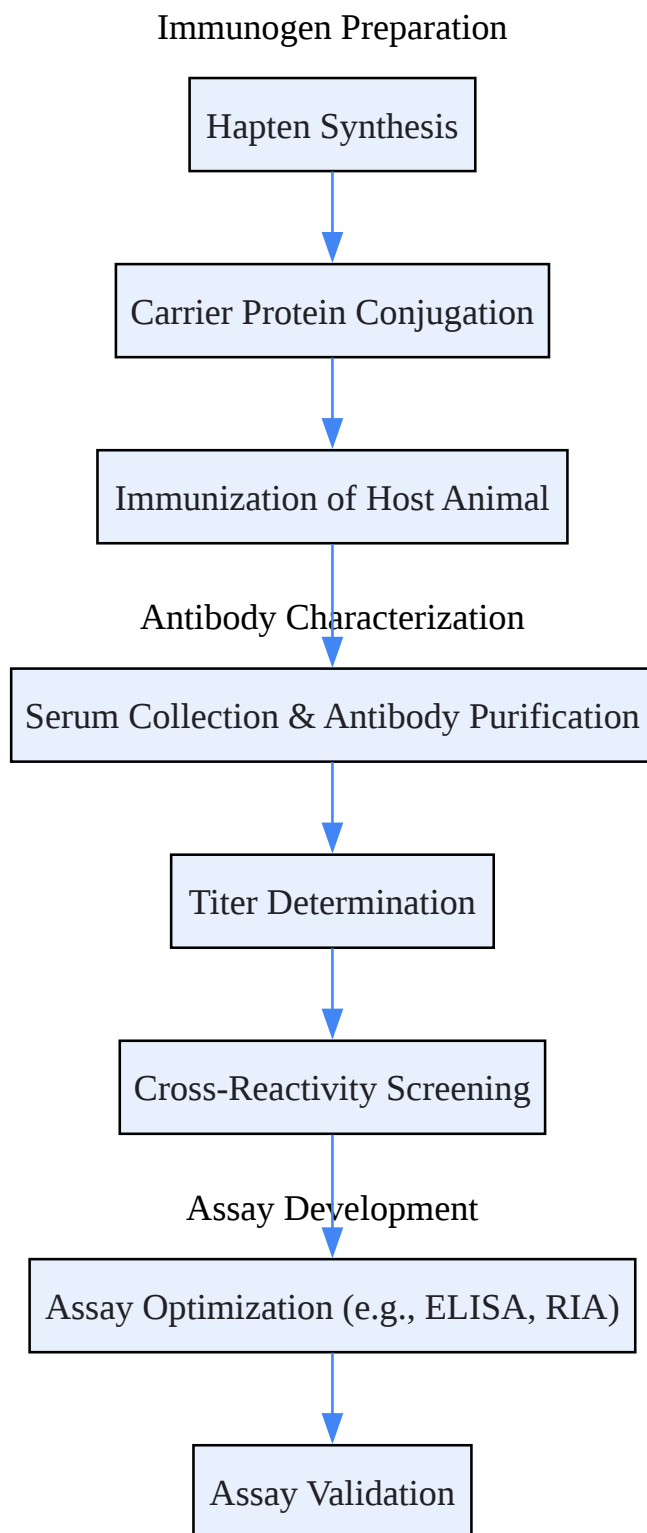 Immunogen Preparation
Hapten Synthesis
Carrier Protein Conjugation
Immunization of Host Animal
Antibody Characterization
Serum Collection & Antibody Purification
Titer Determination
Cross-Reactivity Screening
Assay Development
Assay Optimization (e.g., ELISA, RIA)
Assay Validation